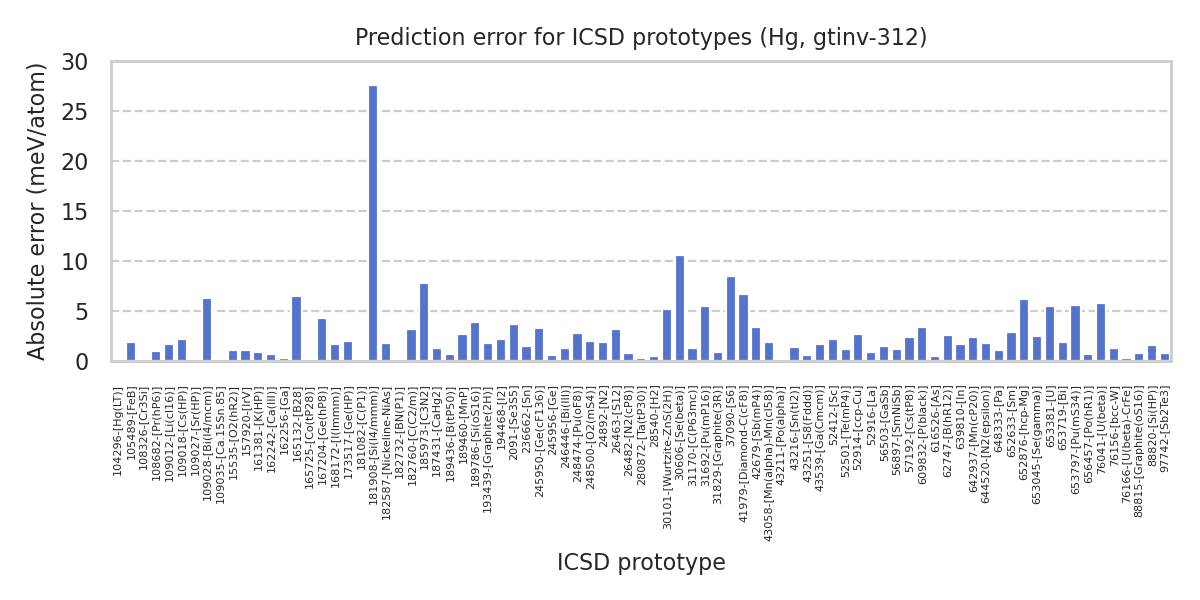 Prediction error for ICSD prototypes (Hg, gtinv-312)
Absolute error (meV/atom)
30
25
20
15
10
5
0
104296-[Hg(LT)]
105489-[FeB]
108326-[Cr3Si]
108682-[Pr(hP6)]
109012-[Li(cI16)]
109018-[Cs(HP)]
109027-[Sr(HP)]
109028-[Bi(I4/mcm)]
109035-[Ca.15Sn.85]
15535-[O2(hR2)]
157920-[IrV]
161381-[K(HP)]
162242-[Ca(III)]
162256-[Ga]
165132-[B28]
165725-[Co(tP28)]
167204-[Ge(hP8)]
168172-[I(Immm)]
173517-[Ge(HP)]
181082-[C(P1)]
181908-[Si(I4/mmm)]
182587-[Nickeline-NiAs]
182732-[BN(P1)]
182760-[C(C2/m)]
185973-[C3N2]
187431-[CaHg2]
189436-[B(tP50)]
189460-[MnP]
189786-[Si(oS16)]
193439-[Graphite(2H)]
194468-[I2]
2091-[Se3S5]
236662-[Sn]
245950-[Ge(cF136)]
245956-[Ge]
246446-[Bi(III)]
248474-[Pu(oF8)]
248500-[O2(mS4)]
24892-[N2]
26463-[S12]
26482-[N2(cP8)]
280872-[Ta(tP30)]
28540-[H2]
30101-[Wurtzite-ZnS(2H)]
30606-[Se(beta)]
31170-[C(P63mc)]
31692-[Pu(mP16)]
31829-[Graphite(3R)]
37090-[S6]
41979-[Diamond-C(cF8)]
42679-[Sb(mP4)]
43058-[Mn(alpha)-Mn(cI58)]
43211-[Po(alpha)]
43216-[Sn(tI2)]
43251-[S8(Fddd)]
43539-[Ga(Cmcm)]
52412-[Sc]
52501-[Te(mP4)]
52914-[ccp-Cu]
52916-[La]
56503-[GaSb]
56897-[SmNiSb]
57192-[Cs(tP8)]
609832-[P(black)]
616526-[As]
62747-[B(hR12)]
639810-[In]
642937-[Mn(cP20)]
644520-[N2(epsilon)]
648333-[Pa]
652633-[Sm]
652876-[hcp-Mg]
653045-[Se(gamma)]
653381-[U]
653719-[Bi]
653797-[Pu(mS34)]
656457-[Po(hR1)]
76041-[U(beta)]
76156-[bcc-W]
76166-[U(beta)-CrFe]
88815-[Graphite(oS16)]
88820-[Si(HP)]
97742-[Sb2Te3]
ICSD prototype